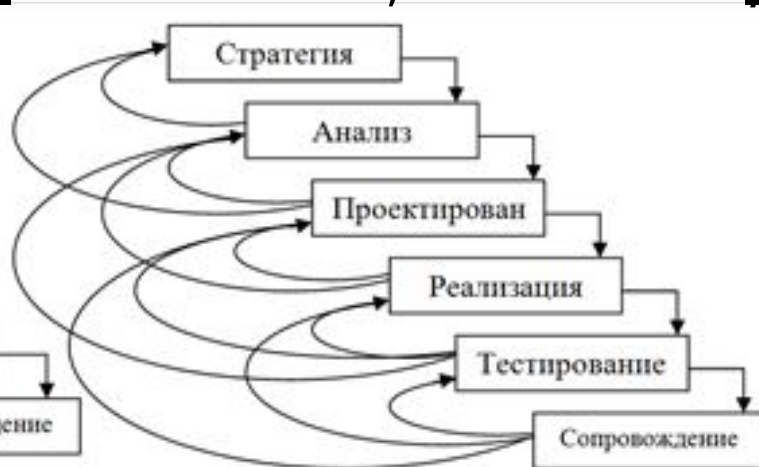 Стратегия
Анализ
Проектирован
Реализация
Тестирование
Сопровождение